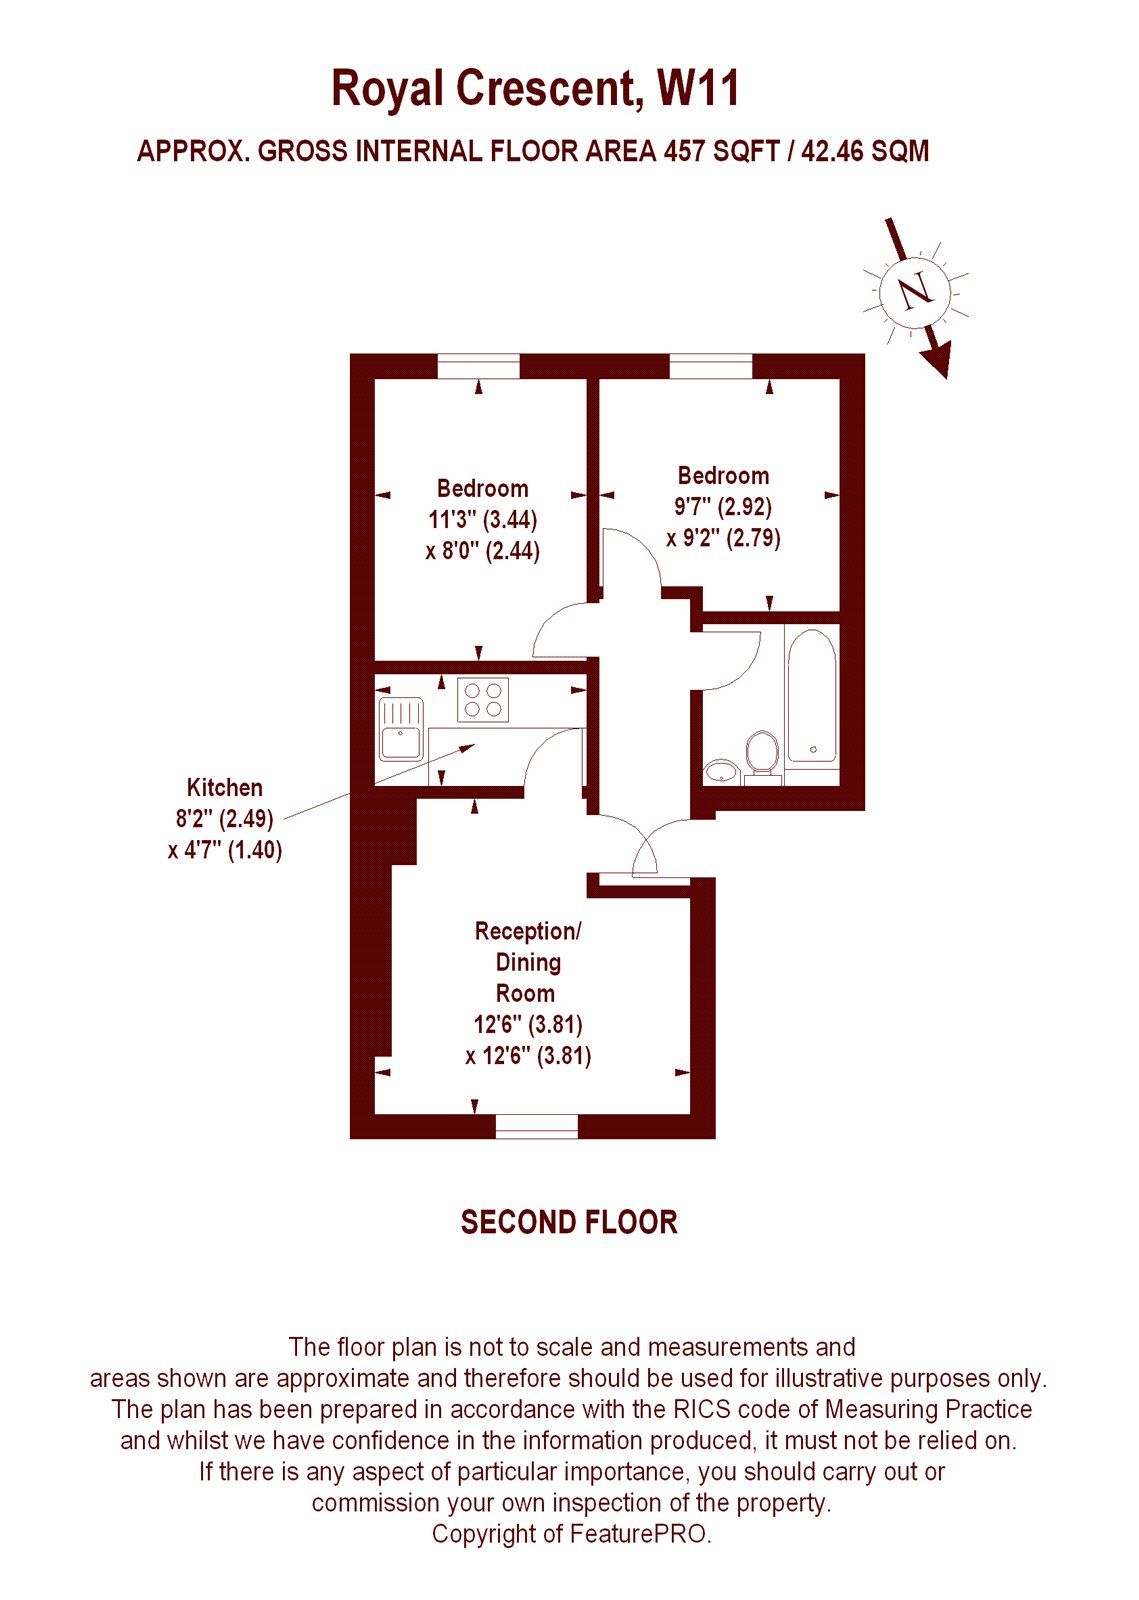 Royal Crescent, W11
APPROX. GROSS INTERNAL FLOOR AREA 457 SQFT / 42.46 SQM
N
Bedroom
11'3" (3.44)
x 8'0" (2.44)
Bedroom
9'7" (2.92)
x 9'2" (2.79)
Kitchen
8'2" (2.49)
x 4'7" (1.40)
Reception/
Dining
Room
12'6" (3.81)
x 12'6" (3.81)
SECOND FLOOR
The floor plan is not to scale and measurements and
areas shown are approximate and therefore should be used for illustrative purposes only.
The plan has been prepared in accordance with the RICS code of Measuring Practice
and whilst we have confidence in the information produced, it must not be relied on.
If there is any aspect of particular importance, you should carry out or
commission your own inspection of the property.
Copyright of FeaturePRO.